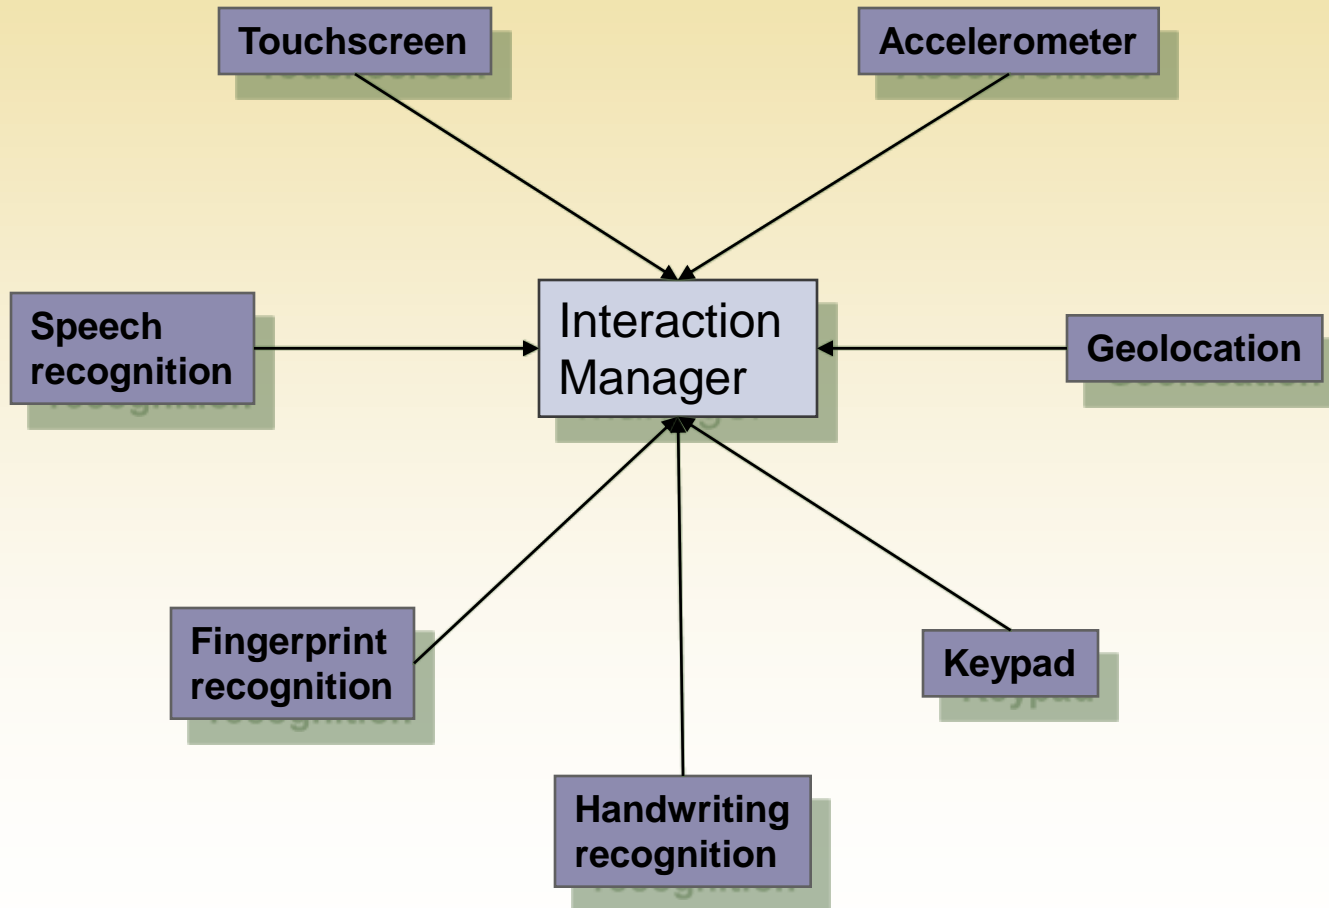 Touchscreen
Accelerometer
Speech
recognition
Interaction
Manager
Geolocation
Fingerprint
recognition
Keypad
Handwriting
recognition